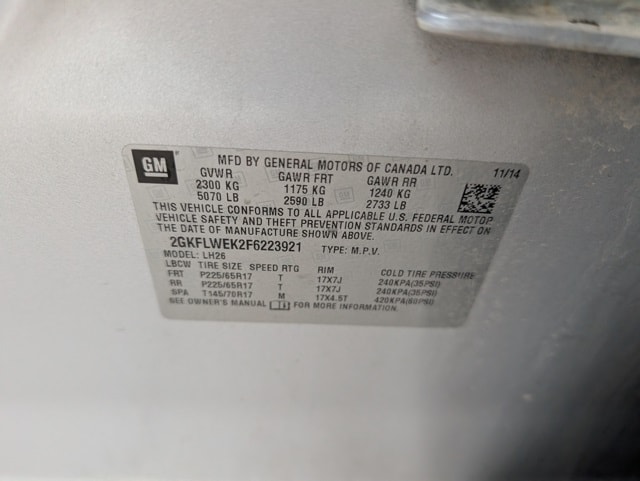 GM MFD BY GENERAL MOTORS OF CANADA LTD. 11/14
GVWR GAWR FRT GAWR RR
2300 KG 1175 KG 1240 KG
5070 LB 2590 LB 2733 LB
THIS VEHICLE CONFORMS TO ALL APPLICABLE U.S. FEDERAL MOTOR
VEHICLE SAFETY AND THEFT PREVENTION STANDARDS IN EFFECT ON
THE DATE OF MANUFACTURE SHOWN ABOVE.
2GKFLWEK2F6223921 TYPE: M.P.V.
MODEL: LH26
LBCW TIRE SIZE SPEED RTG RIM COLD TIRE PRESSURE
FRT P225/65R17 T 17X7J 240KPA(35PSI)
RR P225/65R17 T 17X7J 240KPA(35PSI)
SPA T145/70R17 M 17X4.5T 420KPA(60PSI)
SEE OWNER'S MANUAL FOR MORE INFORMATION.